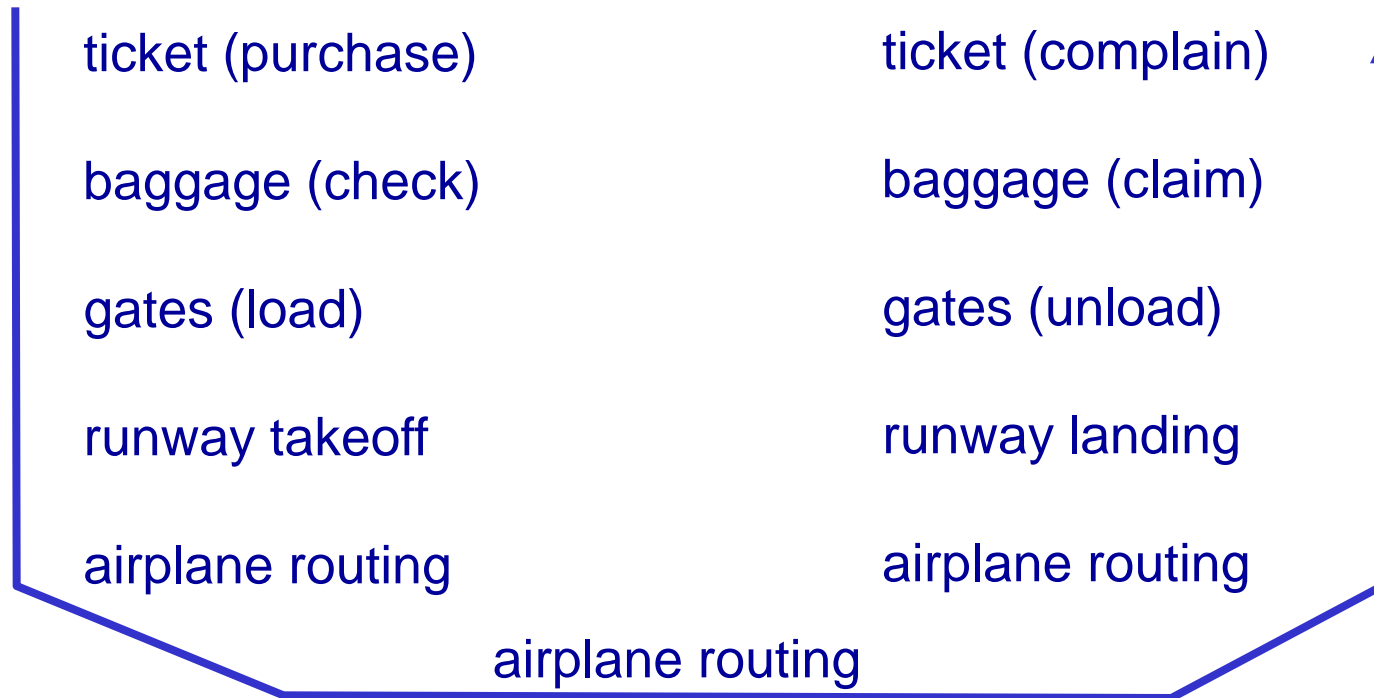 ticket (purchase)
ticket (complain)
baggage (check)
baggage (claim)
gates (load)
gates (unload)
runway takeoff
runway landing
airplane routing
airplane routing
airplane routing